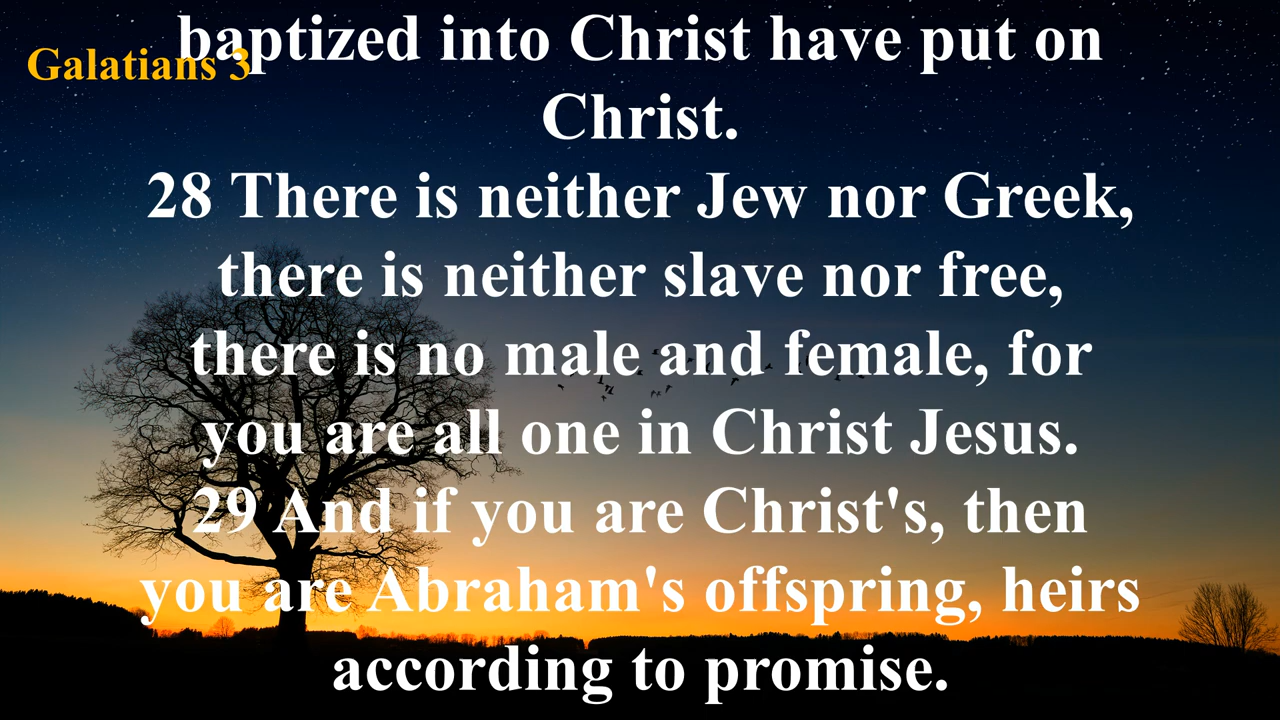 Galatians 3
baptized into Christ have put on
Christ.
28 There is neither Jew nor Greek,
there is neither slave nor free,
there is no male and female, for
you are all one in Christ Jesus.
29 And if you are Christ's, then
you are Abraham's offspring, heirs
according to promise.